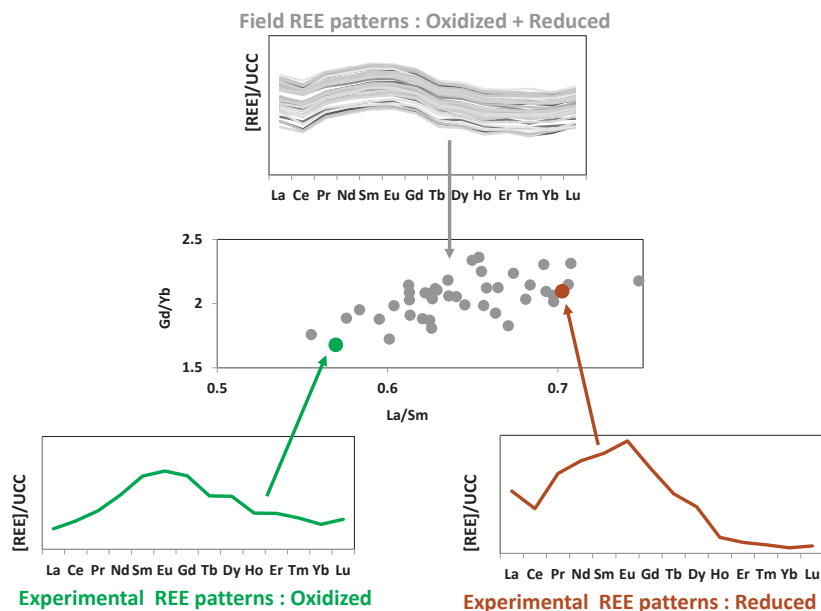 Field REE patterns : Oxidized + Reduced
[REE]/UCC
La Ce Pr Nd Sm Eu Gd Tb Dy Ho Er Tm Yb Lu
2.5
2
1.5
Gd/Yb
0.5 0.6 0.7
La/Sm
[REE]/UCC
La Ce Pr Nd Sm Eu Gd Tb Dy Ho Er Tm Yb Lu
Experimental REE patterns : Oxidized
[REE]/UCC
La Ce Pr Nd Sm Eu Gd Tb Dy Ho Er Tm Yb Lu
Experimental REE patterns : Reduced